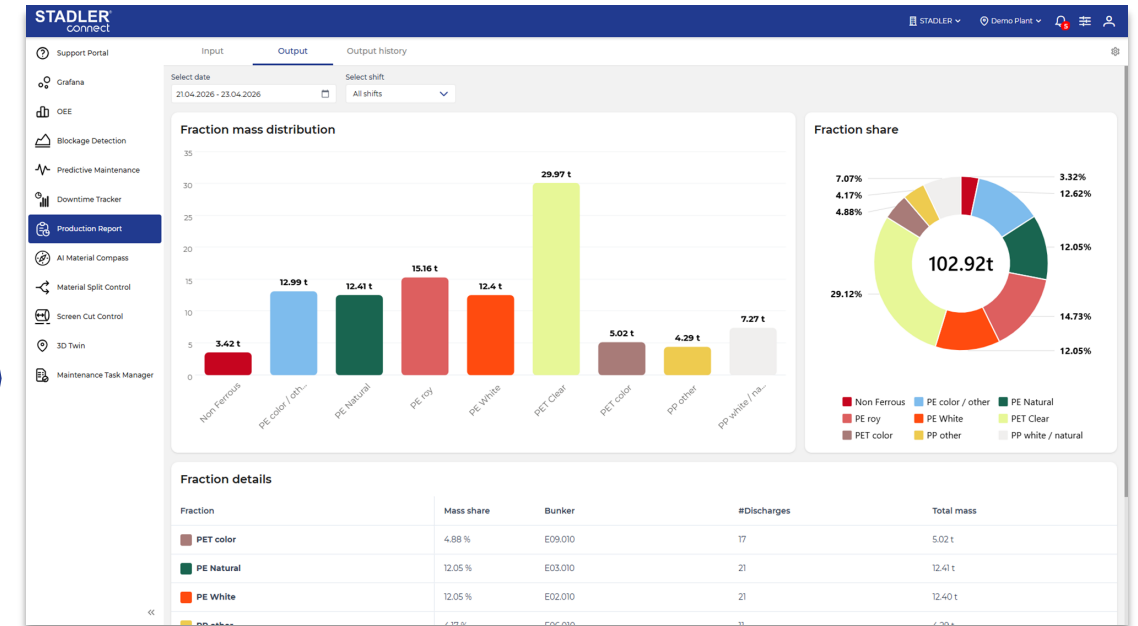 STADLER
connect
STADLER
Demo Plant
5
Support Portal
Grafana
OEE
Blockage Detection
Predictive Maintenance
Downtime Tracker
Production Report
AI Material Compass
Material Split Control
Screen Cut Control
3D Twin
Maintenance Task Manager
Input Output Output history
Select date Select shift
21.04.2026 - 23.04.2026 All shifts
Fraction mass distribution
35
30
25
20
15
10
5
0
3.42 t
12.99 t
12.41 t
15.16 t
12.4 t
29.97 t
5.02 t
4.29 t
7.27 t
Non Ferrous
PE color / oth...
PE Natural
PE roy
PE White
PET Clear
PET color
PP other
PP white / na...
Fraction share
7.07%
4.17%
4.88%
29.12%
3.32%
12.62%
12.05%
14.73%
12.05%
102.92t
Non Ferrous PE color / other PE Natural
PE roy PE White PET Clear
PET color PP other PP white / natural
Fraction details
Fraction Mass share Bunker #Discharges Total mass
PET color 4.88 % E09.010 17 5.02 t
PE Natural 12.05 % E03.010 21 12.41 t
PE White 12.05 % E02.010 21 12.40 t
PP other 4.17 %